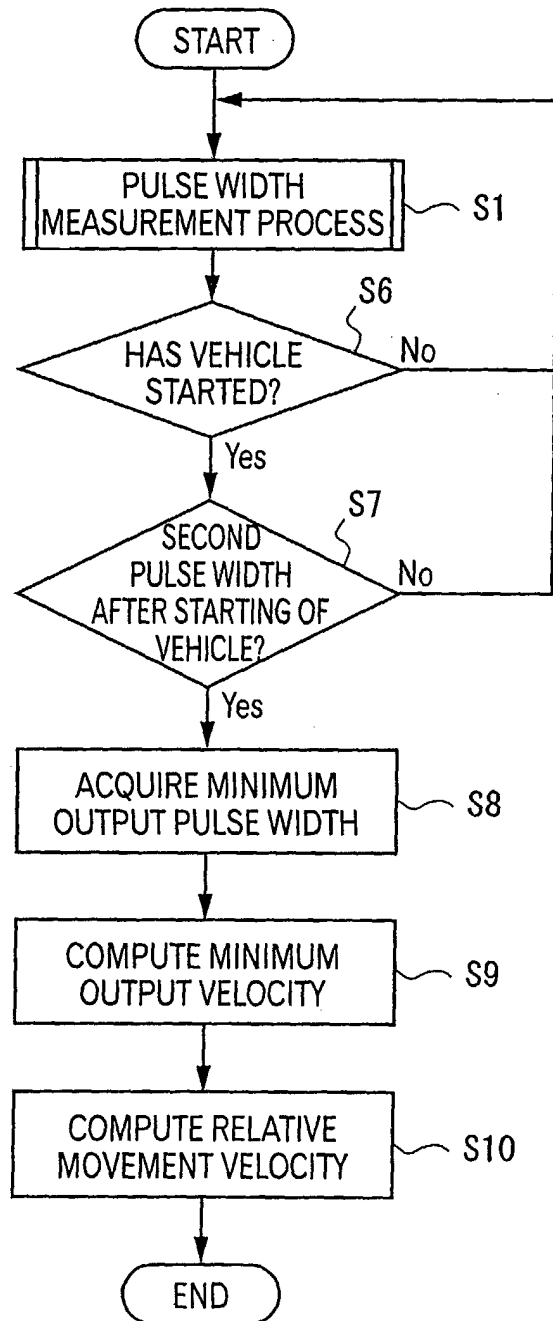 START
PULSE WIDTH
MEASUREMENT PROCESS
S1
S6
HAS VEHICLE
STARTED?
No
Yes
S7
SECOND
PULSE WIDTH
AFTER STARTING OF
VEHICLE?
No
Yes
ACQUIRE MINIMUM
OUTPUT PULSE WIDTH
S8
COMPUTE MINIMUM
OUTPUT VELOCITY
S9
COMPUTE RELATIVE
MOVEMENT VELOCITY
S10
END